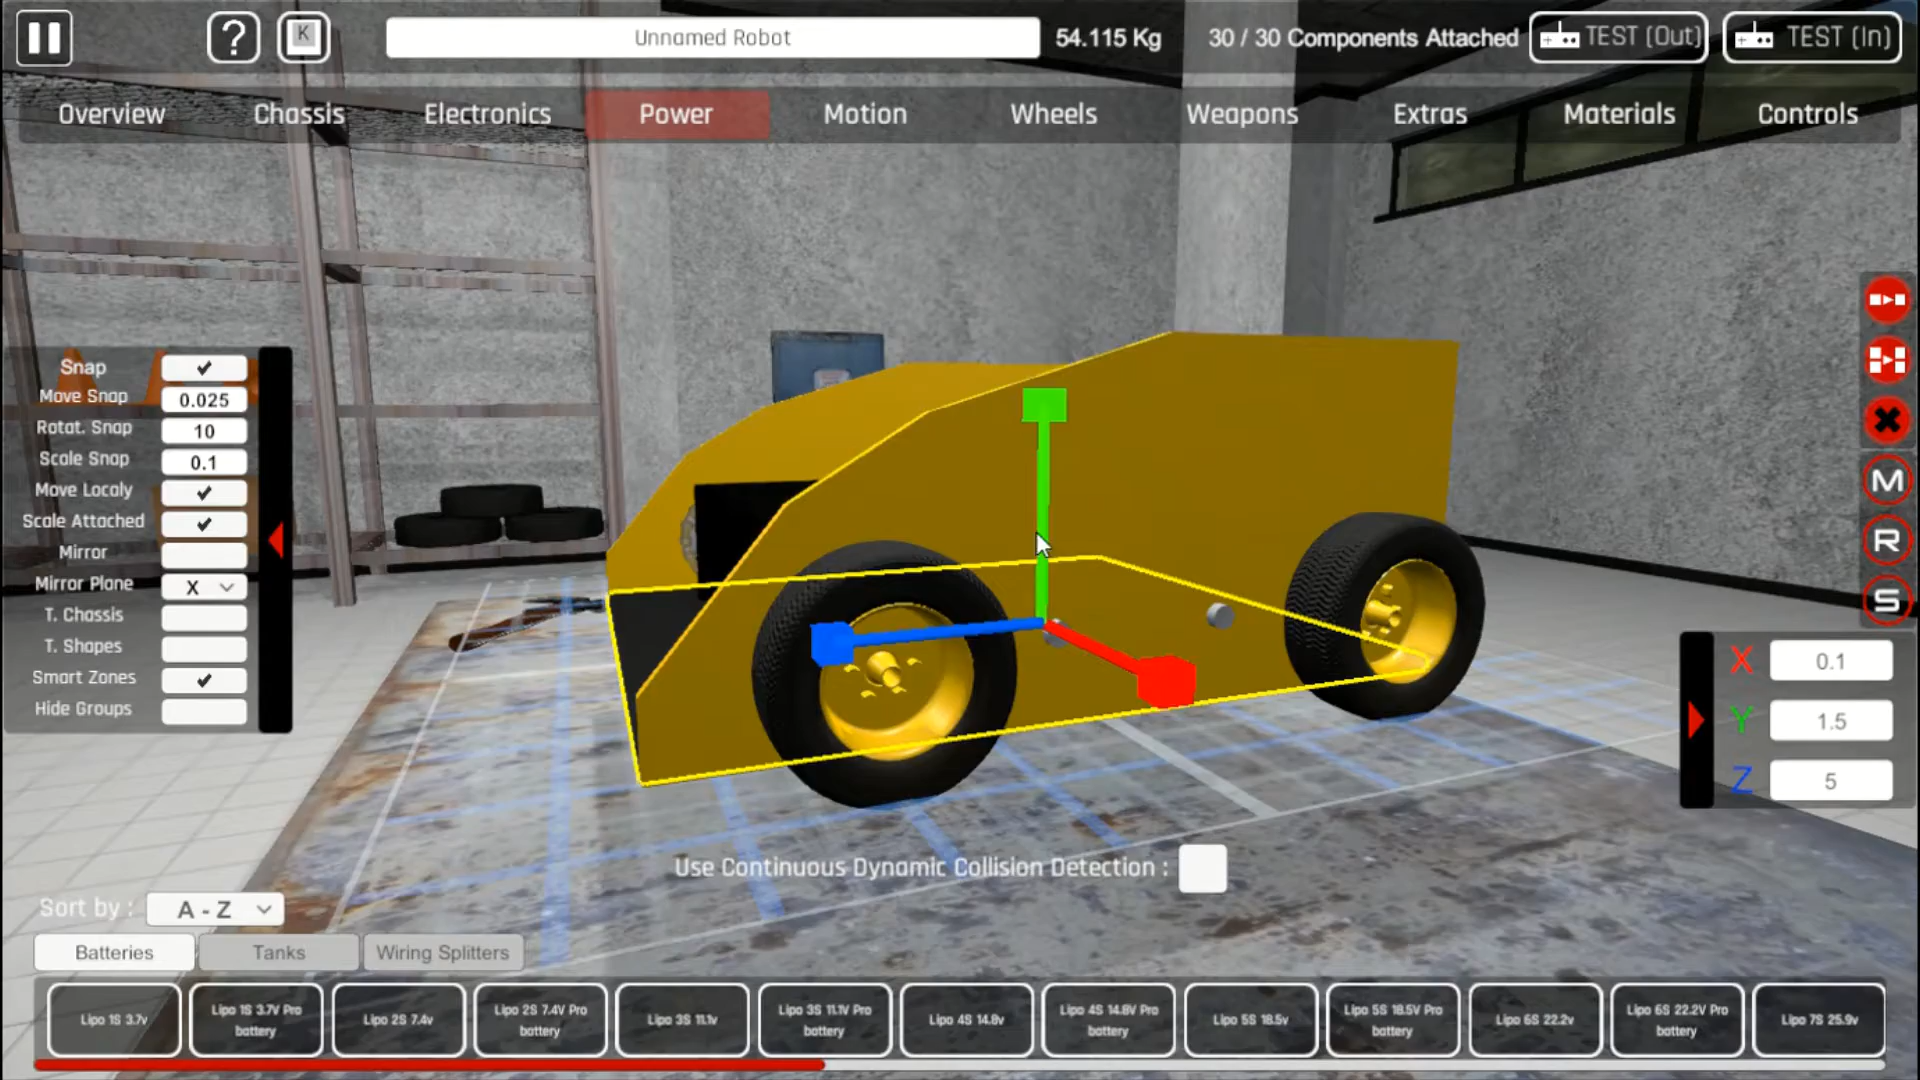 ?
K
Unnamed Robot
54.115 Kg
30 / 30 Components Attached
TEST (Out)
TEST (In)
Overview
Chassis
Electronics
Power
Motion
Wheels
Weapons
Extras
Materials
Controls
Snap
Move Snap 0.025
Rotat. Snap 10
Scale Snap 0.1
Move Localy
Scale Attached
Mirror
Mirror Plane X
T. Chassis
T. Shapes
Smart Zones
Hide Groups
M
R
S
X 0.1
Y 1.5
Z 5
Use Continuous Dynamic Collision Detection :
Sort by : A - Z
Batteries
Tanks
Wiring Splitters
Lipo 1S 3.7v
Lipo 1S 3.7V Pro
battery
Lipo 2S 7.4v
Lipo 2S 7.4V Pro
battery
Lipo 3S 11.1v
Lipo 3S 11.1V Pro
battery
Lipo 4S 14.8v
Lipo 4S 14.8V Pro
battery
Lipo 5S 18.5v
Lipo 5S 18.5V Pro
battery
Lipo 6S 22.2v
Lipo 6S 22.2V Pro
battery
Lipo 7S 25.9v